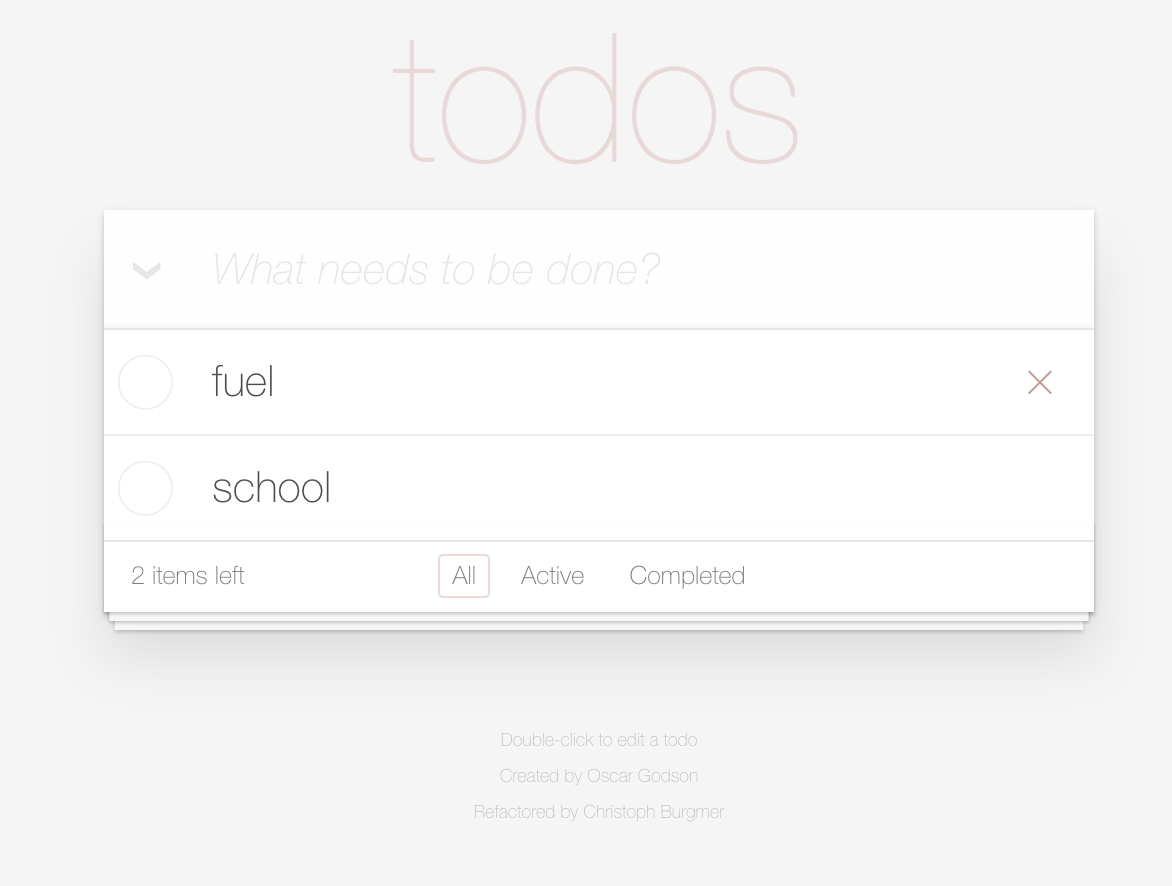 todos
What needs to be done?
fuel
school
2 items left
All
Active
Completed
Double-click to edit a todo
Created by Oscar Godson
Refactored by Christoph Burgmer